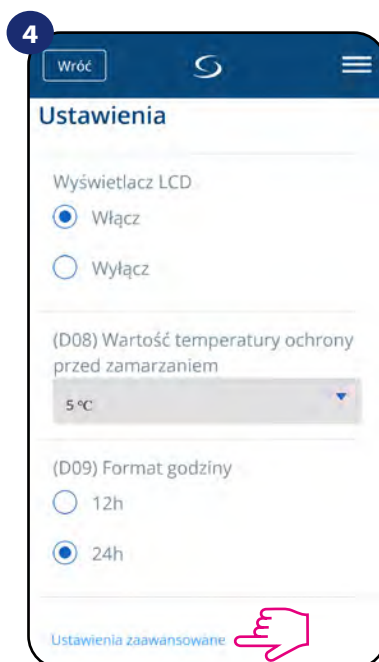 4
Wróć
Ustawienia
Wyświetlacz LCD
Włącz
Wyłącz
(D08) Wartość temperatury ochrony
przed zamarzaniem
5 °C
(D09) Format godziny
12h
24h
Ustawienia zaawansowane